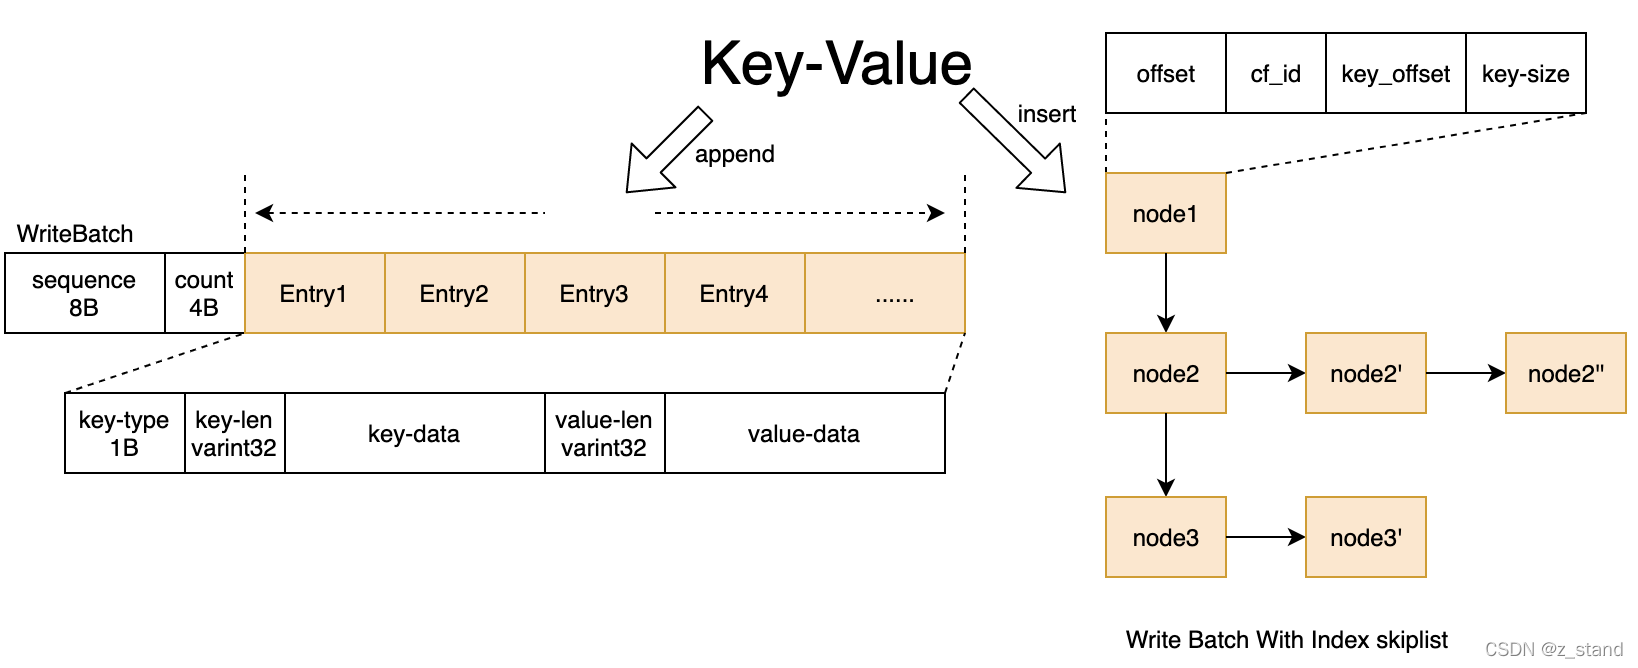 Key-Value
append
insert
offset
cf_id
key_offset
key-size
WriteBatch
sequence
8B
count
4B
Entry1
Entry2
Entry3
Entry4
......
key-type
1B
key-len
varint32
key-data
value-len
varint32
value-data
node1
node2
node2'
node2"
node3
node3'
Write Batch With Index skiplist
CSDN @z_stand